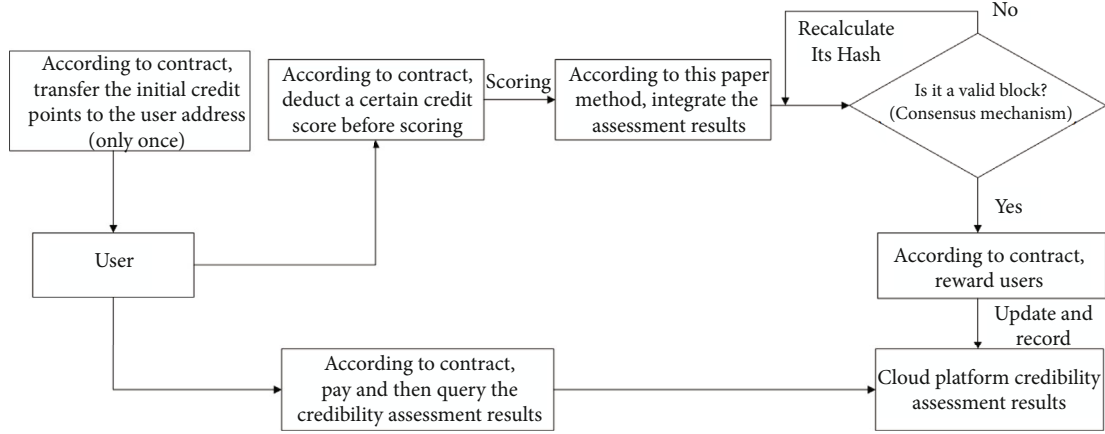 According to contract,
transfer the initial credit
points to the user address
(only once)
User
According to contract,
deduct a certain credit
score before scoring
Scoring
According to this paper
method, integrate the
assessment results
Recalculate
Its Hash
No
Is it a valid block?
(Consensus mechanism)
Yes
According to contract,
reward users
Update and
record
According to contract,
pay and then query the
credibility assessment results
Cloud platform credibility
assessment results